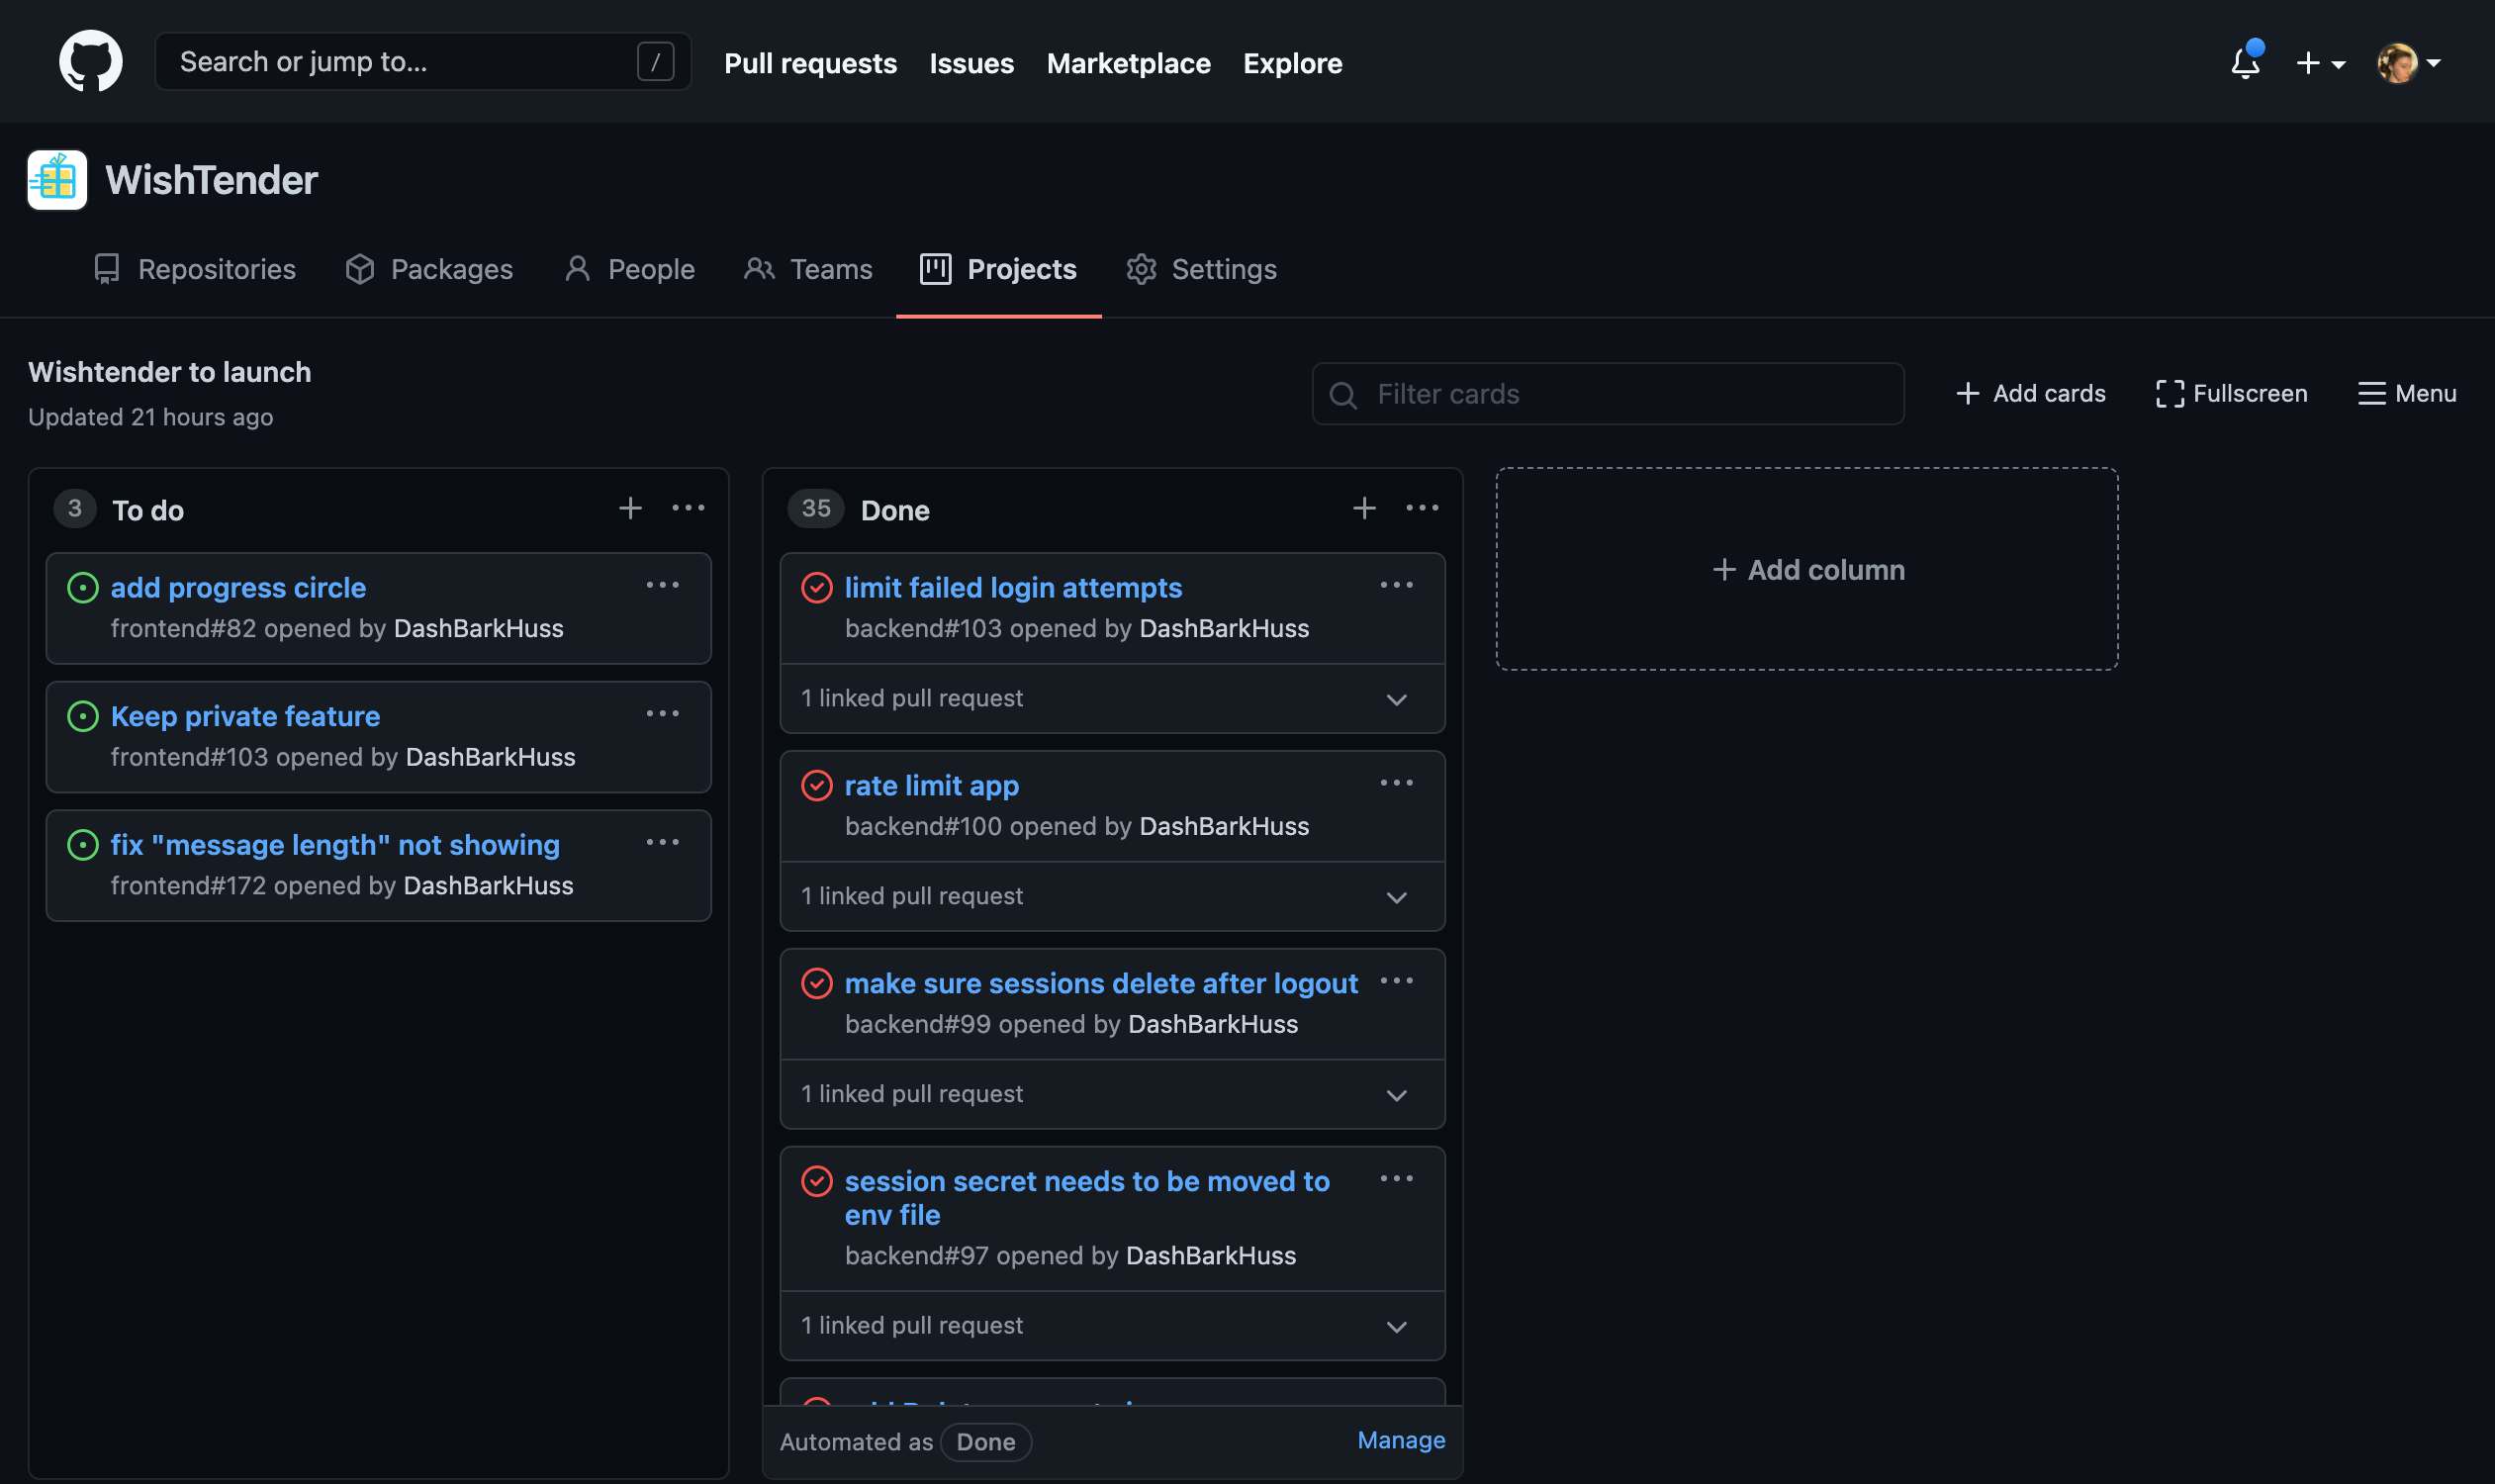 Search or jump to... /
Pull requests
Issues
Marketplace
Explore
WishTender
Repositories
Packages
People
Teams
Projects
Settings
Wishtender to launch
Updated 21 hours ago
Filter cards
Add cards
Fullscreen
Menu
3 To do
add progress circle
frontend#82 opened by DashBarkHuss
Keep private feature
frontend#103 opened by DashBarkHuss
fix "message length" not showing
frontend#172 opened by DashBarkHuss
35 Done
limit failed login attempts
backend#103 opened by DashBarkHuss
1 linked pull request
rate limit app
backend#100 opened by DashBarkHuss
1 linked pull request
make sure sessions delete after logout
backend#99 opened by DashBarkHuss
1 linked pull request
session secret needs to be moved to
env file
backend#97 opened by DashBarkHuss
1 linked pull request
Automated as Done
Manage
Add column